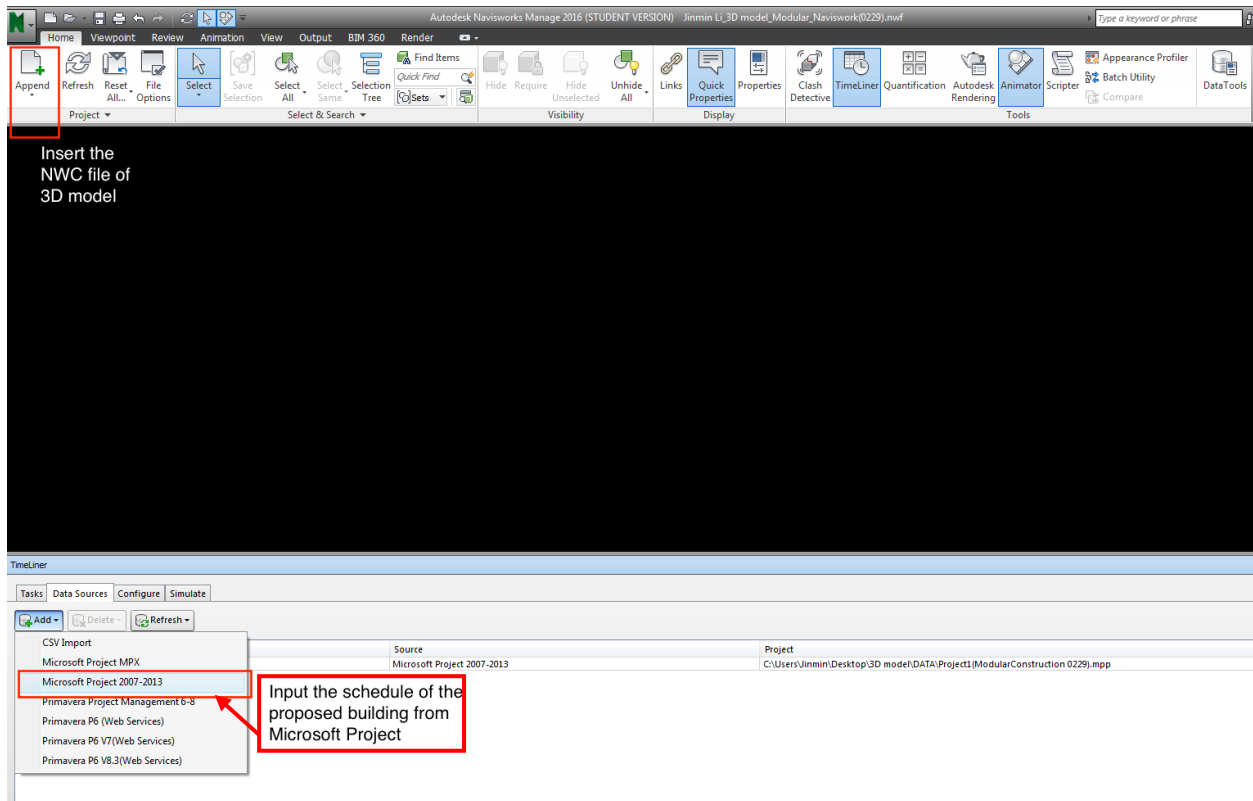 Autodesk Navisworks Manage 2016 (STUDENT VERSION) Jinmin Li_3D model_Modular_Naviswork(0229).nwf
Type a keyword or phrase
Home Viewpoint Review Animation View Output BIM 360 Render
Append Refresh Reset All... File Options
Select Save Selection Select All Select Same Selection Tree Find Items
Quick Find
Sets
Hide Require Hide Unselected Unhide All
Links Quick Properties Properties
Clash Detective TimeLiner Quantification Autodesk Rendering Animator Scripter Appearance Profiler
Batch Utility
Compare
DataTools
Project Select & Search Visibility Display Tools
Insert the
NWC file of
3D model
TimeLiner
Tasks Data Sources Configure Simulate
Add Delete Refresh
Source Project
Microsoft Project 2007-2013 C:\Users\Jinmin\Desktop\3D model\DATA\Project1(ModularConstruction 0229).mpp
CSV Import
Microsoft Project MPX
Microsoft Project 2007-2013
Primavera Project Management 6-8
Primavera P6 (Web Services)
Primavera P6 V7(Web Services)
Primavera P6 V8.3(Web Services)
Input the schedule of the
proposed building from
Microsoft Project